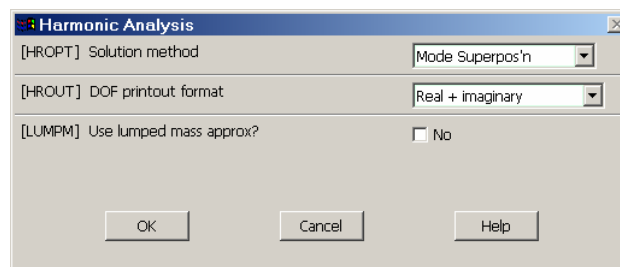 Harmonic Analysis
[HROPT] Solution method Mode Superpos'n
[HROUT] DOF printout format Real + imaginary
[LUMPM] Use lumped mass approx? No
OK Cancel Help